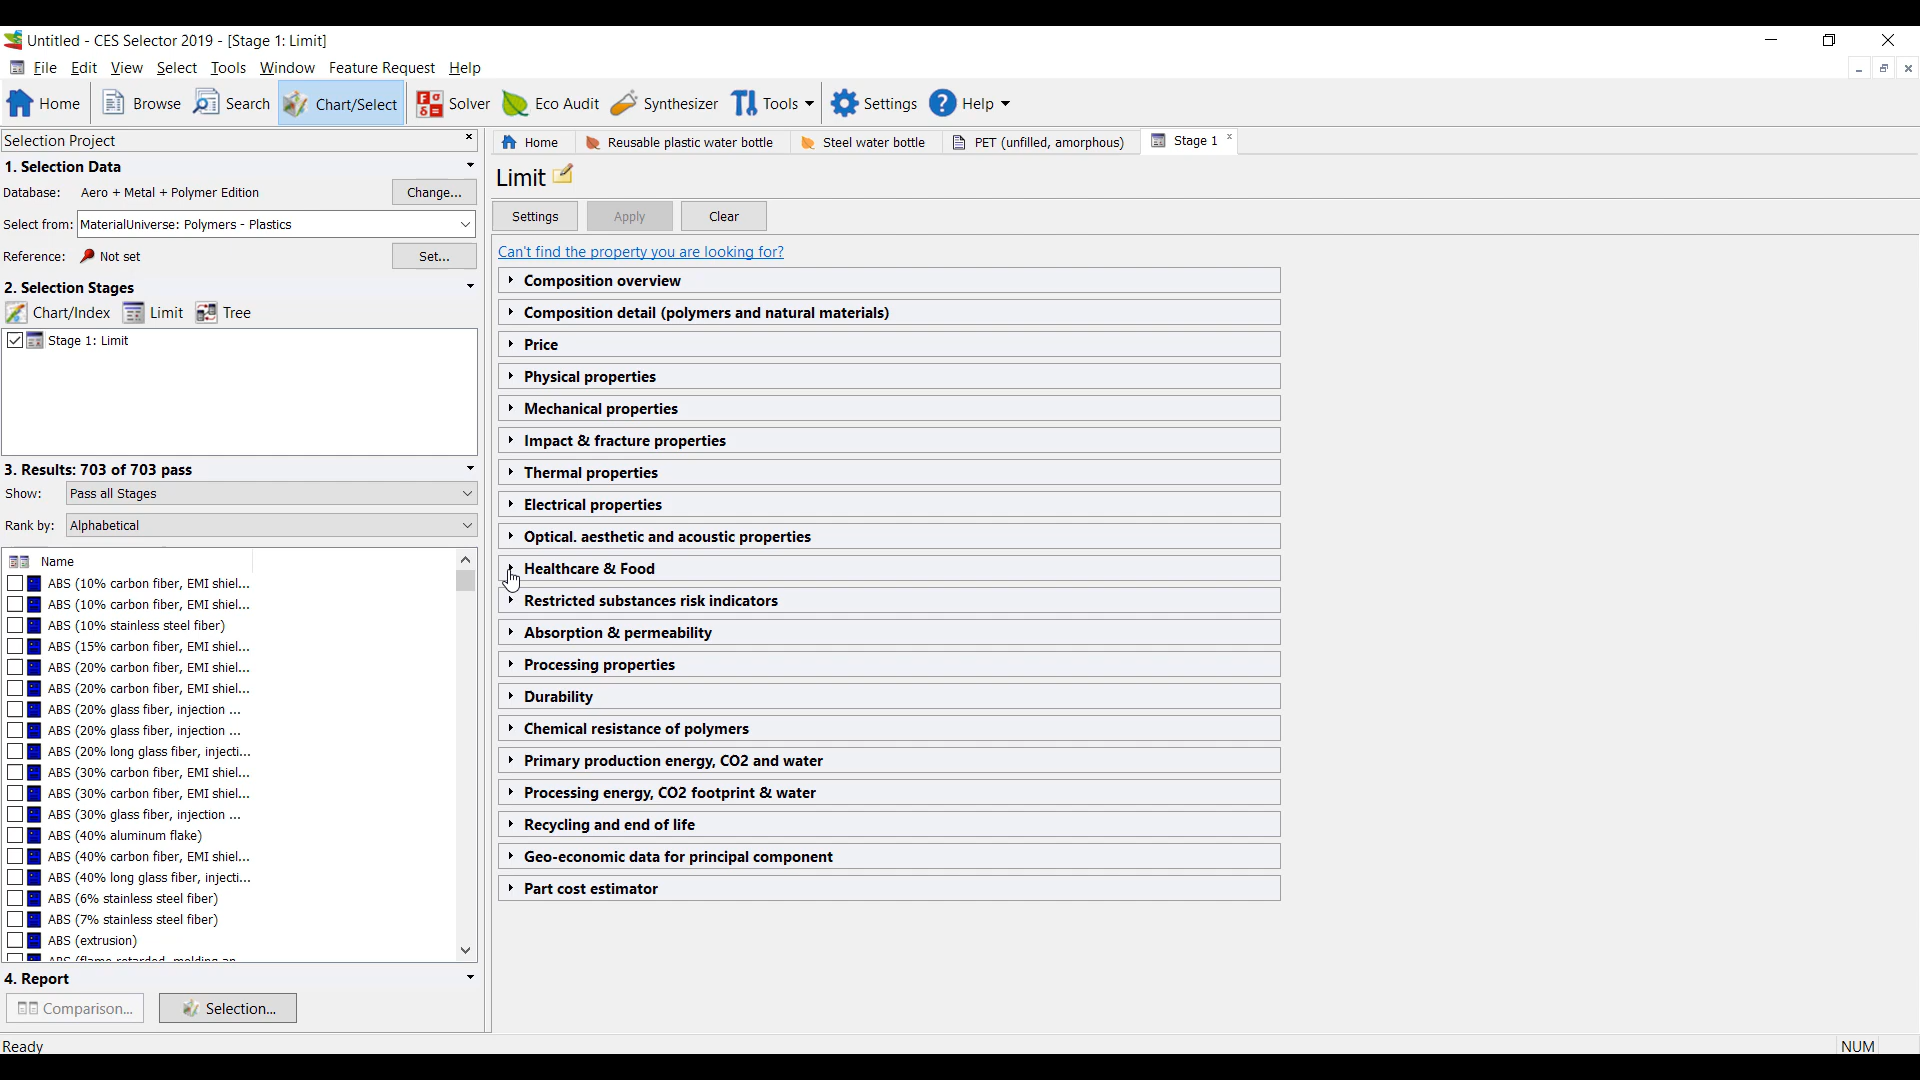 Untitled - CES Selector 2019 - [Stage 1: Limit]
File Edit View Select Tools Window Feature Request Help
Home Browse Search Chart/Select Solver Eco Audit Synthesizer Tools Settings Help
Selection Project
1. Selection Data
Database: Aero + Metal + Polymer Edition Change...
Select from: MaterialUniverse: Polymers - Plastics
Reference: Not set Set...
2. Selection Stages
Chart/Index Limit Tree
Stage 1: Limit
3. Results: 703 of 703 pass
Show: Pass all Stages
Rank by: Alphabetical
Name
ABS (10% carbon fiber, EMI shiel...
ABS (10% carbon fiber, EMI shiel...
ABS (10% stainless steel fiber)
ABS (15% carbon fiber, EMI shiel...
ABS (20% carbon fiber, EMI shiel...
ABS (20% carbon fiber, EMI shiel...
ABS (20% glass fiber, injection ...
ABS (20% glass fiber, injection ...
ABS (20% long glass fiber, injecti...
ABS (30% carbon fiber, EMI shiel...
ABS (30% carbon fiber, EMI shiel...
ABS (30% glass fiber, injection ...
ABS (40% aluminum flake)
ABS (40% carbon fiber, EMI shiel...
ABS (40% long glass fiber, injecti...
ABS (6% stainless steel fiber)
ABS (7% stainless steel fiber)
ABS (extrusion)
4. Report
Comparison... Selection...
Home Reusable plastic water bottle Steel water bottle PET (unfilled, amorphous) Stage 1
Limit
Settings Apply Clear
Can't find the property you are looking for?
Composition overview
Composition detail (polymers and natural materials)
Price
Physical properties
Mechanical properties
Impact & fracture properties
Thermal properties
Electrical properties
Optical. aesthetic and acoustic properties
Healthcare & Food
Restricted substances risk indicators
Absorption & permeability
Processing properties
Durability
Chemical resistance of polymers
Primary production energy, CO2 and water
Processing energy, CO2 footprint & water
Recycling and end of life
Geo-economic data for principal component
Part cost estimator
Ready NUM